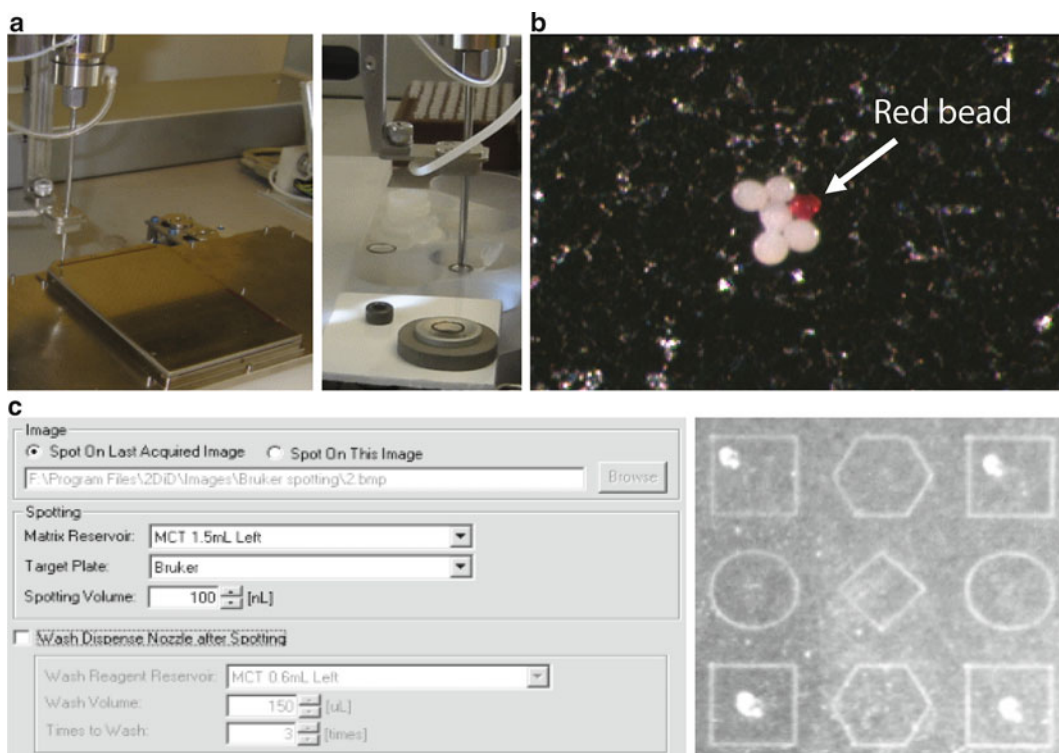 a
b
Red bead
c
Image
Spot On Last Acquired Image Spot On This Image
F:\Program Files\2DiD\Images\Bruker spotting\2.bmp Browse
Spotting
Matrix Reservoir: MCT 1.5mL Left
Target Plate: Bruker
Spotting Volume: 100 [nL]
Wash Dispense Nozzle after Spotting
Wash Reagent Reservoir: MCT 0.6mL Left
Wash Volume: 150 [uL]
Times to Wash: 3 [times]